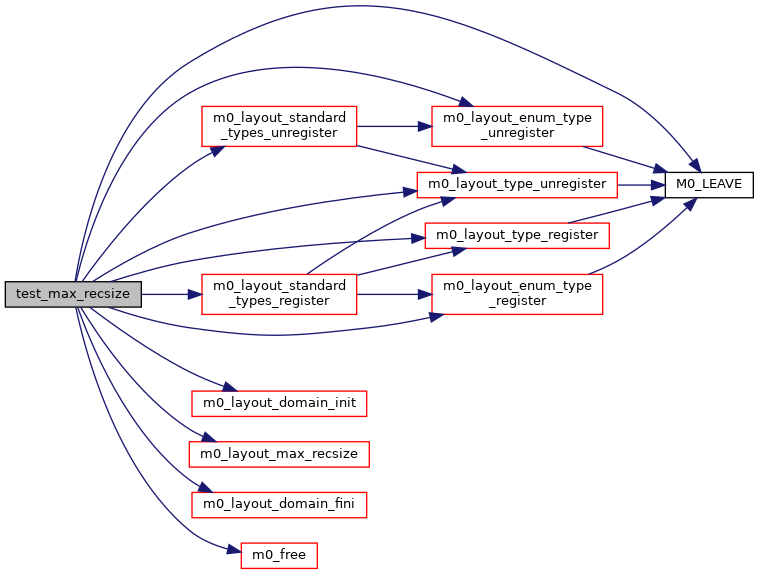 m0_layout_standard
_types_unregister
m0_layout_enum_type
_unregister
m0_layout_type_unregister
M0_LEAVE
m0_layout_type_register
test_max_recsize
m0_layout_standard
_types_register
m0_layout_enum_type
_register
m0_layout_domain_init
m0_layout_max_recsize
m0_layout_domain_fini
m0_free